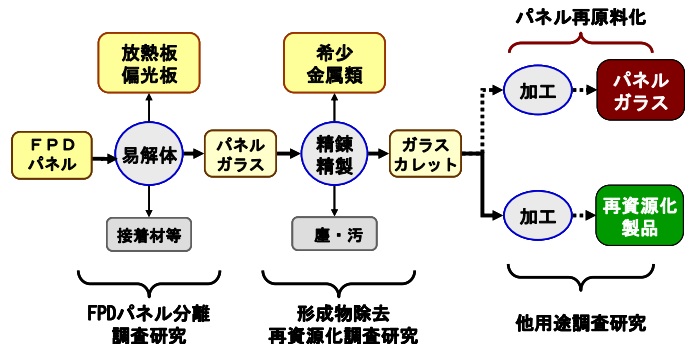 パネル再原料化
放熱板
偏光板
希少
金属類
加工
パネル
ガラス
ＦＰＤ
パネル
易解体
パネル
ガラス
精錬
精製
ガラス
カレット
加工
再資源化
製品
接着材等
塵・汚
FPDパネル分離
調査研究
形成物除去
再資源化調査研究
他用途調査研究